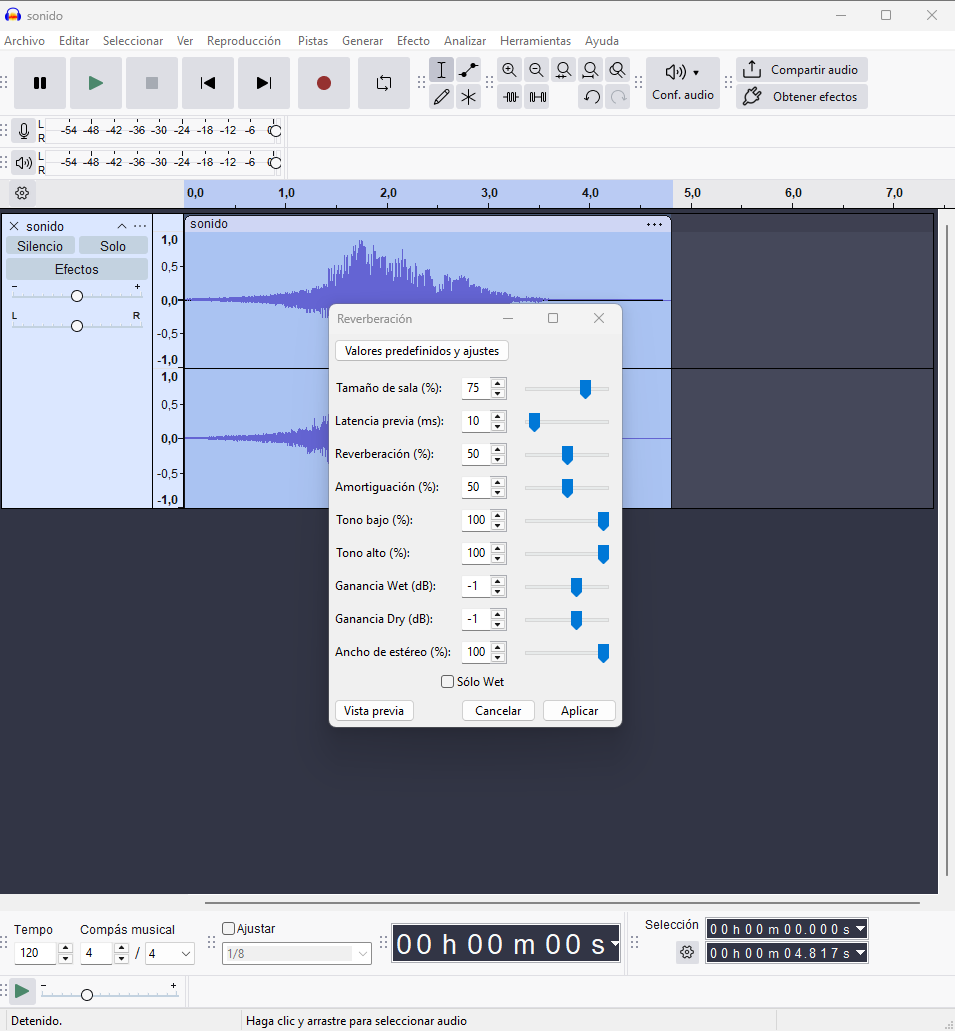 sonido
Archivo Editar Seleccionar Ver Reproducción Pistas Generar Efecto Analizar Herramientas Ayuda
Conf. audio
Compartir audio
Obtener efectos
L
R
-54 -48 -42 -36 -30 -24 -18 -12 -6 0
L
R
-54 -48 -42 -36 -30 -24 -18 -12 -6 0
0,0 1,0 2,0 3,0 4,0 5,0 6,0 7,0
sonido
Silencio Solo
Efectos
- +
L R
1,0
0,5
0,0
-0,5
-1,0
1,0
0,5
0,0
-0,5
-1,0
sonido
Reverberación
Valores predefinidos y ajustes
Tamaño de sala (%): 75
Latencia previa (ms): 10
Reverberación (%): 50
Amortiguación (%): 50
Tono bajo (%): 100
Tono alto (%): 100
Ganancia Wet (dB): -1
Ganancia Dry (dB): -1
Ancho de estéreo (%): 100
Sólo Wet
Vista previa Cancelar Aplicar
Tempo Compás musical
120 4 / 4
Ajustar
1/8
00 h 00 m 00 s
Selección
00 h 00 m 00.000 s
00 h 00 m 04.817 s
- +
Detenido. Haga clic y arrastre para seleccionar audio